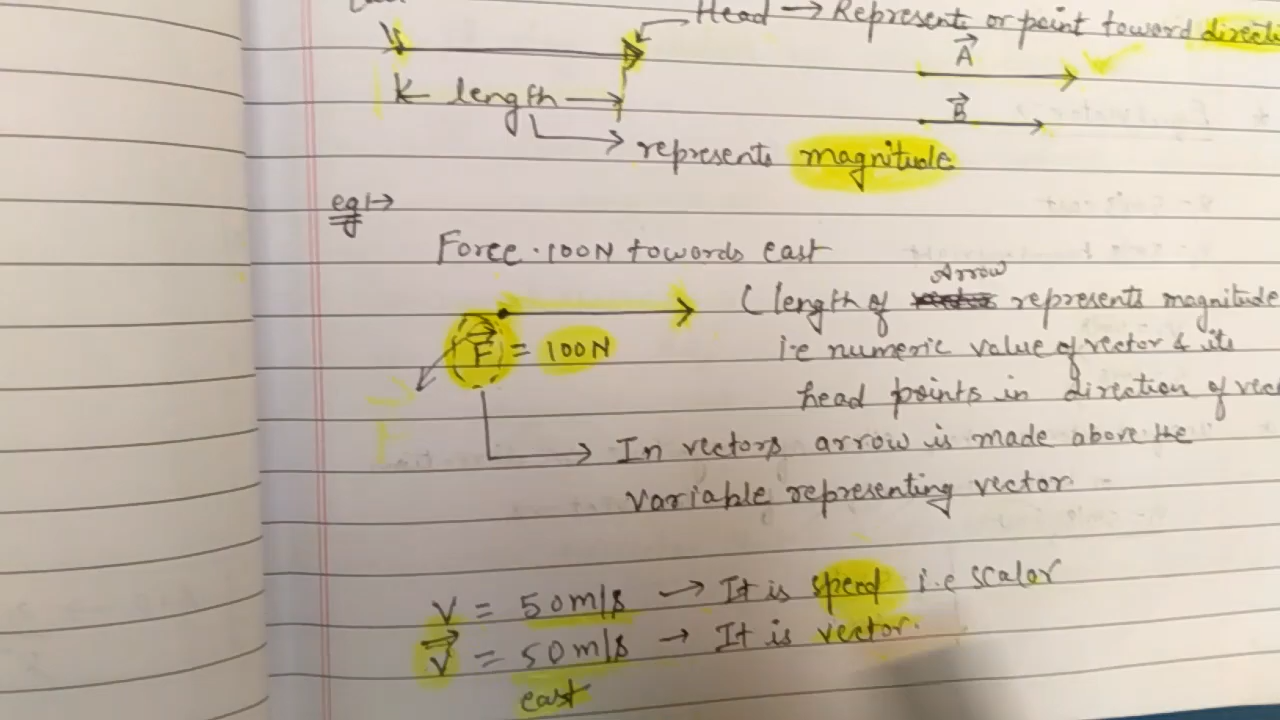 Head → Represents or point toward directi
A
K length →
B
represents magnitude
eg →
Force . 100N towards east
Arrow
( length of represents magnitude
F = 100N
i.e numeric value of vector & its
head points in direction of vec
In vectors arrow is made above the
variable representing vector.
V = 50m/s → It is speed i.e scalar
V = 50m/s → It is vector.
east